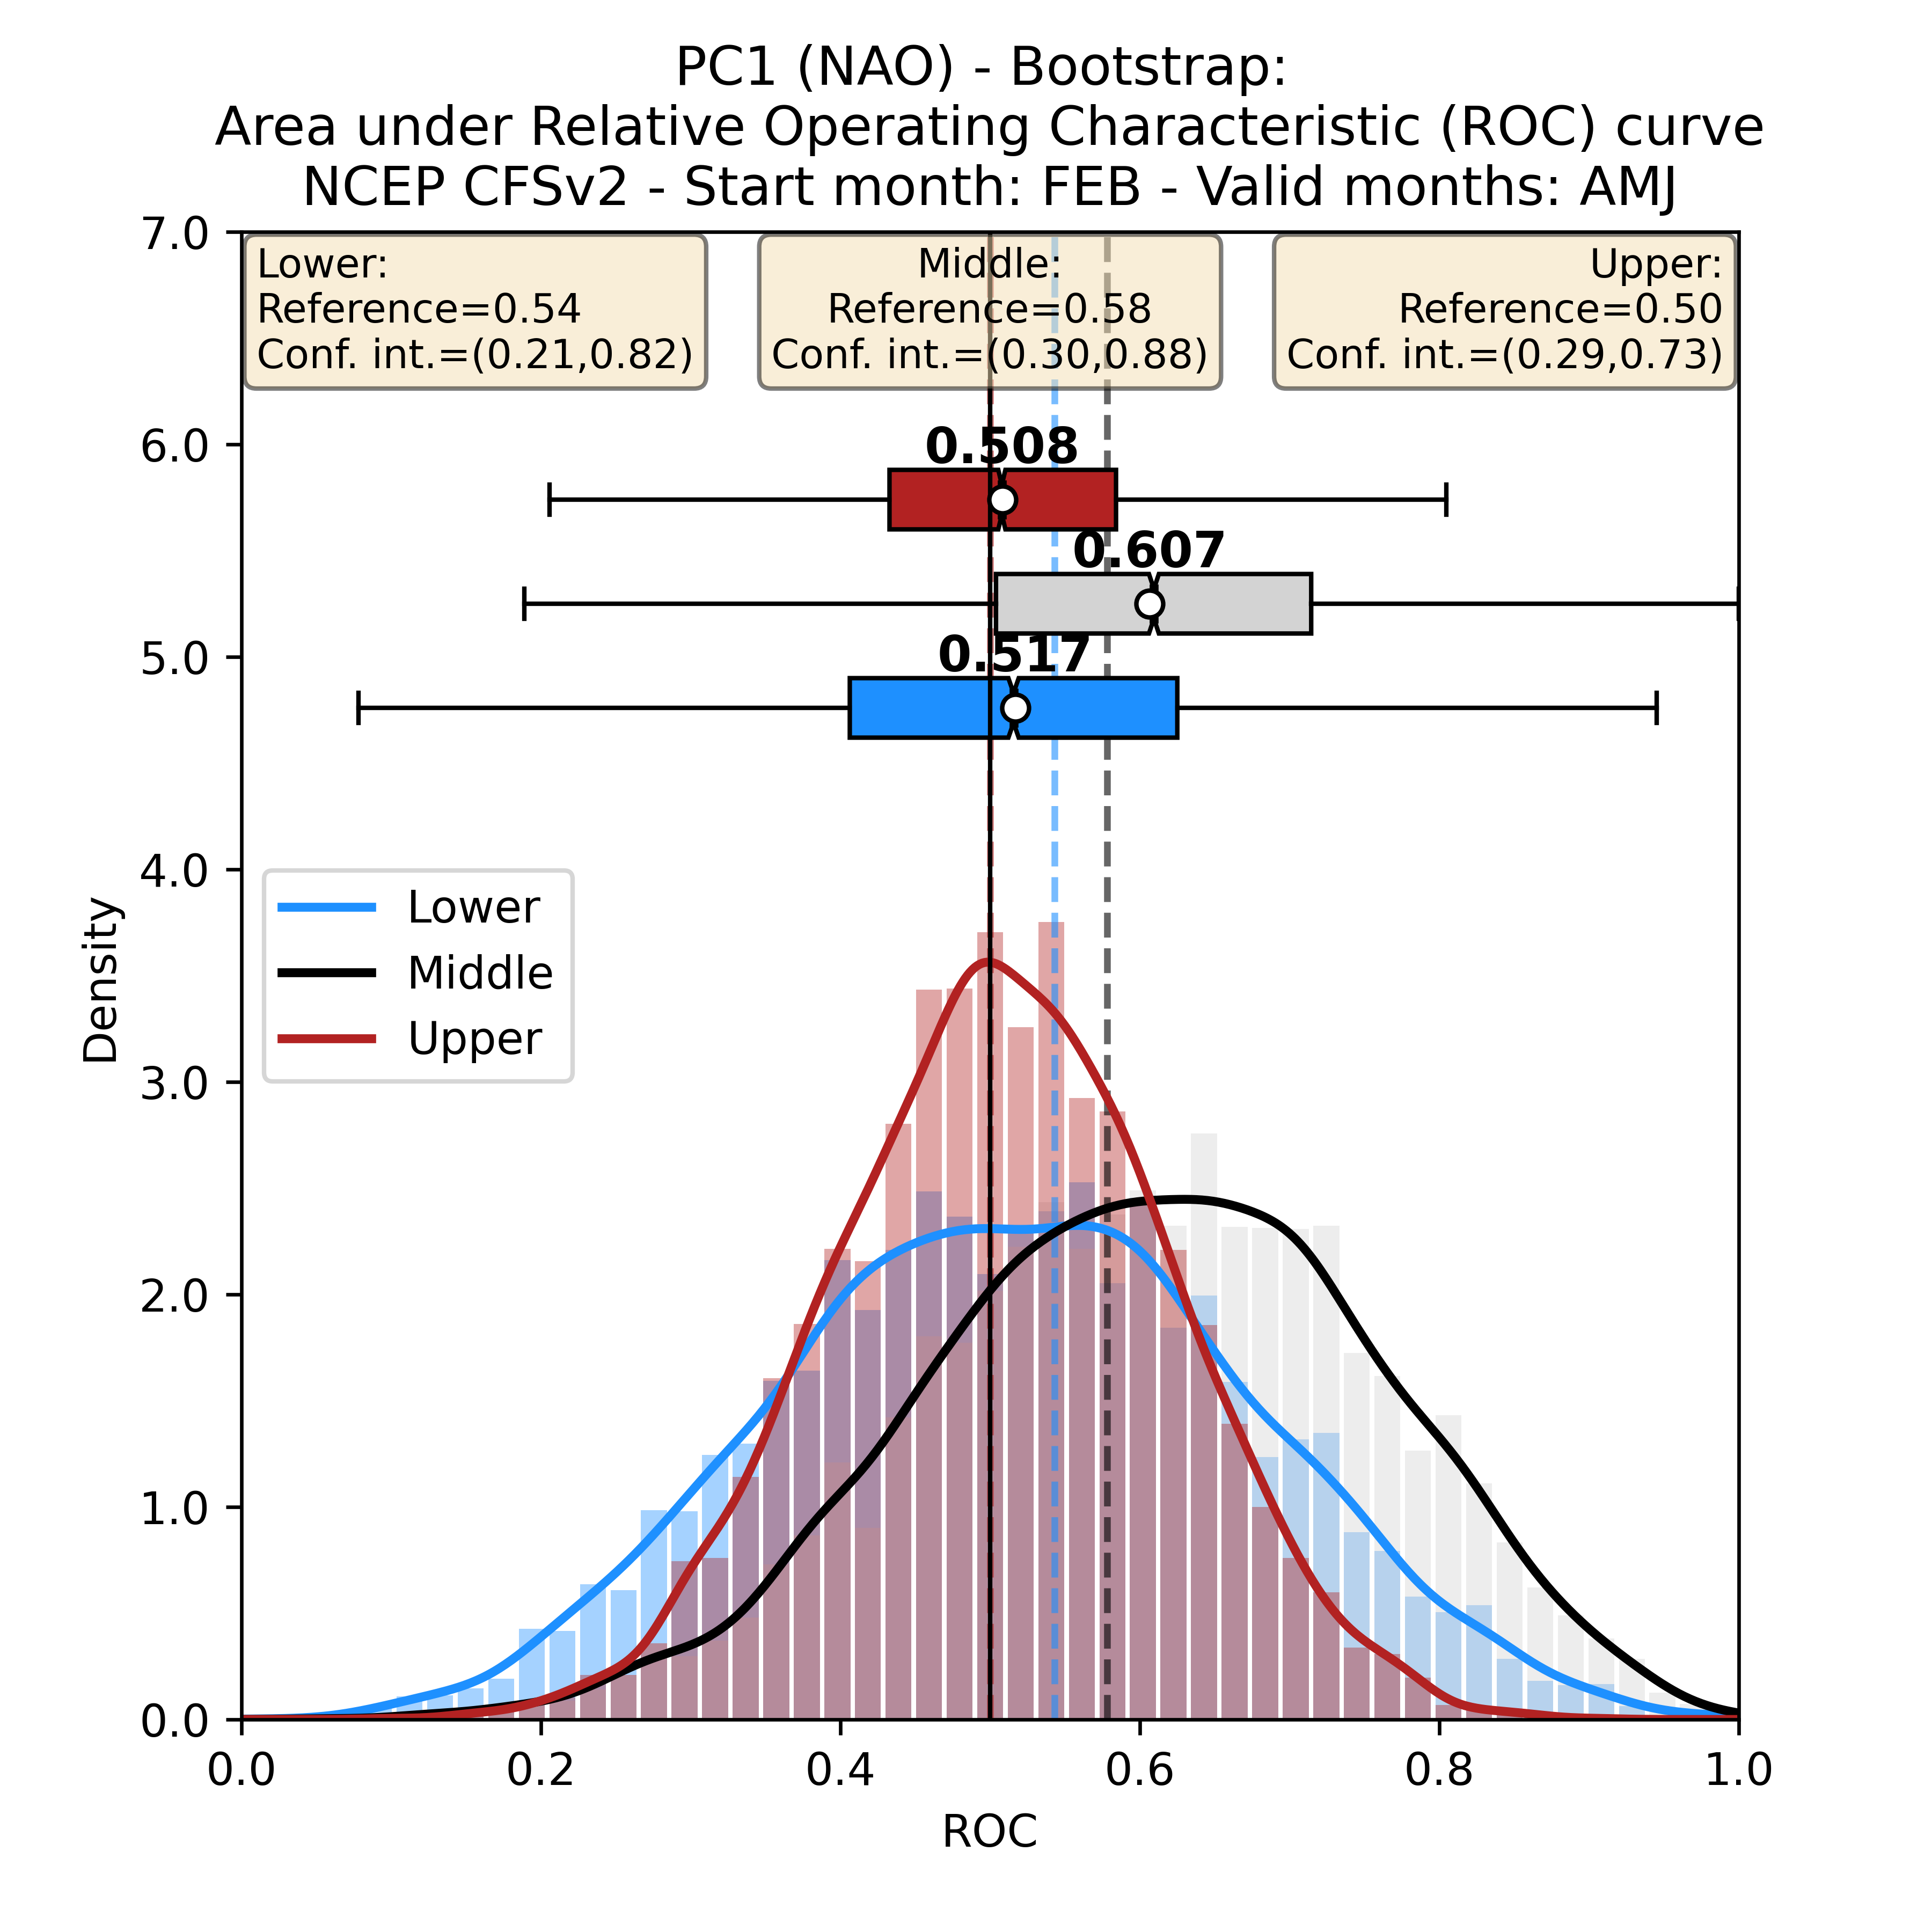 PC1 (NAO) - Bootstrap:
Area under Relative Operating Characteristic (ROC) curve
NCEP CFSv2 - Start month: FEB - Valid months: AMJ
Lower:
Reference=0.54
Conf. int.=(0.21,0.82)
Middle:
Reference=0.58
Conf. int.=(0.30,0.88)
Upper:
Reference=0.50
Conf. int.=(0.29,0.73)
0.508
0.607
0.517
Lower
Middle
Upper
Density
7.0
6.0
5.0
4.0
3.0
2.0
1.0
0.0
0.0 0.2 0.4 0.6 0.8 1.0
ROC